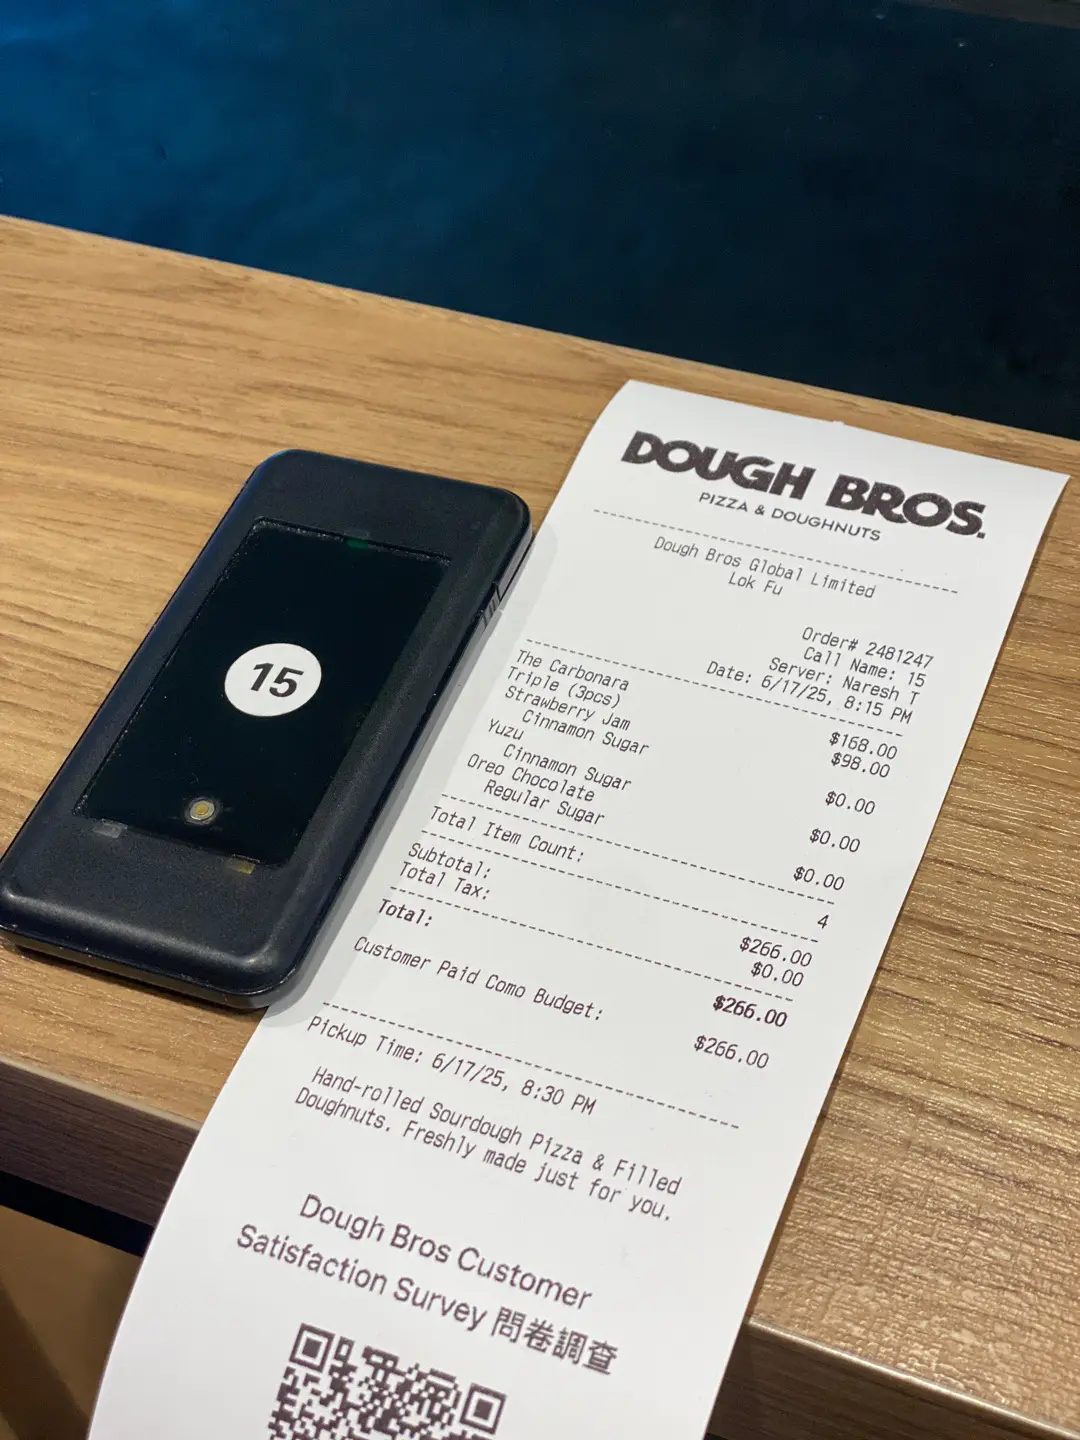 15
DOUGH BROS.
PIZZA & DOUGHNUTS
Dough Bros Global Limited
Lok Fu
Order# 2481247
Call Name: 15
Server: Naresh T
Date: 6/17/25, 8:15 PM
The Carbonara $168.00
Triple (3pcs) $98.00
Strawberry Jam $0.00
Cinnamon Sugar
Yuzu $0.00
Cinnamon Sugar
Oreo Chocolate $0.00
Regular Sugar
Total Item Count: 4
Subtotal: $266.00
Total Tax: $0.00
Total: $266.00
Customer Paid Como Budget: $266.00
Pickup Time: 6/17/25, 8:30 PM
Hand-rolled Sourdough Pizza & Filled
Doughnuts. Freshly made just for you.
Dough Bros Customer
Satisfaction Survey 問卷調查